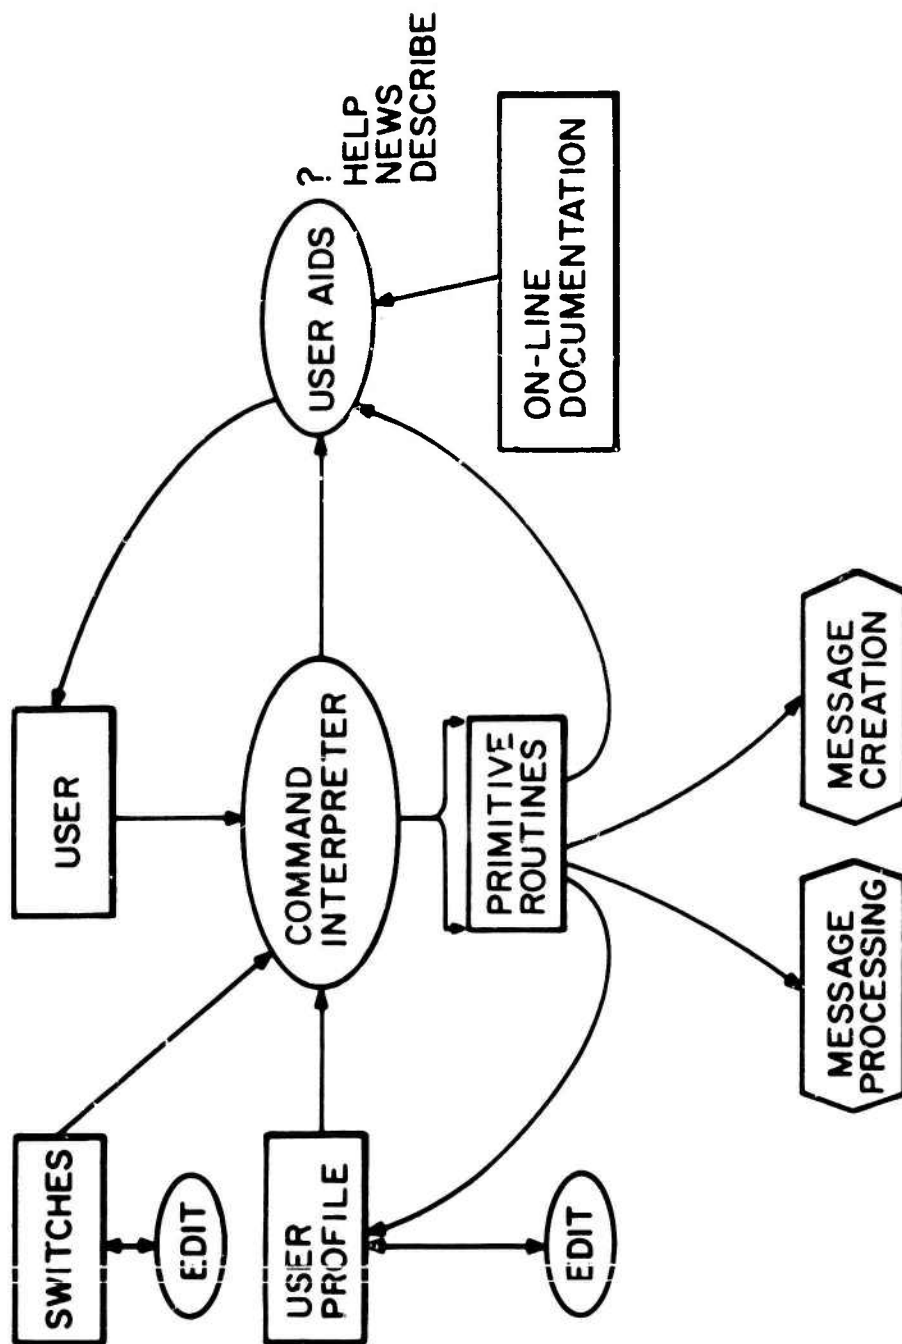 SWITCHES
EDIT
USER
PROFILE
EDIT
USER
COMMAND
INTERPRETER
PRIMITIVE
ROUTINES
MESSAGE
PROCESSING
MESSAGE
CREATION
USER AIDS
?
HELP
NEWS
DESCRIBE
ON-LINE
DOCUMENTATION